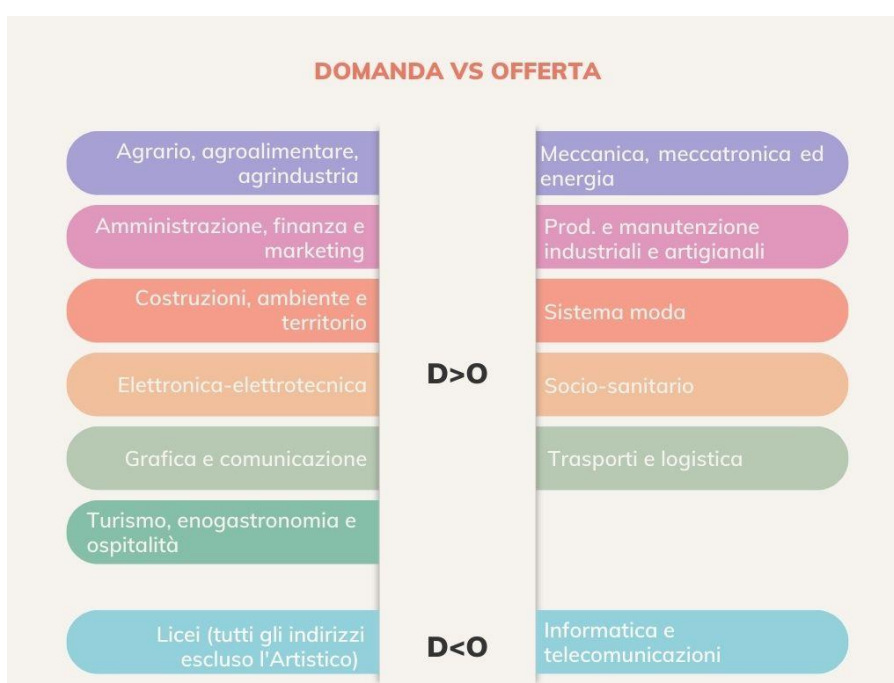 DOMANDA VS OFFERTA
Agrario, agroalimentare,
agrindustria
Meccanica, meccatronica ed
energia
Amministrazione, finanza e
marketing
Prod. e manutenzione
industriali e artigianali
Costruzioni, ambiente e
territorio
Sistema moda
Elettronica-elettrotecnica
D>O
Socio-sanitario
Grafica e comunicazione
Trasporti e logistica
Turismo, enogastronomia e
ospitalità
Licei (tutti gli indirizzi
escluso l'Artistico)
D<O
Informatica e
telecomunicazioni